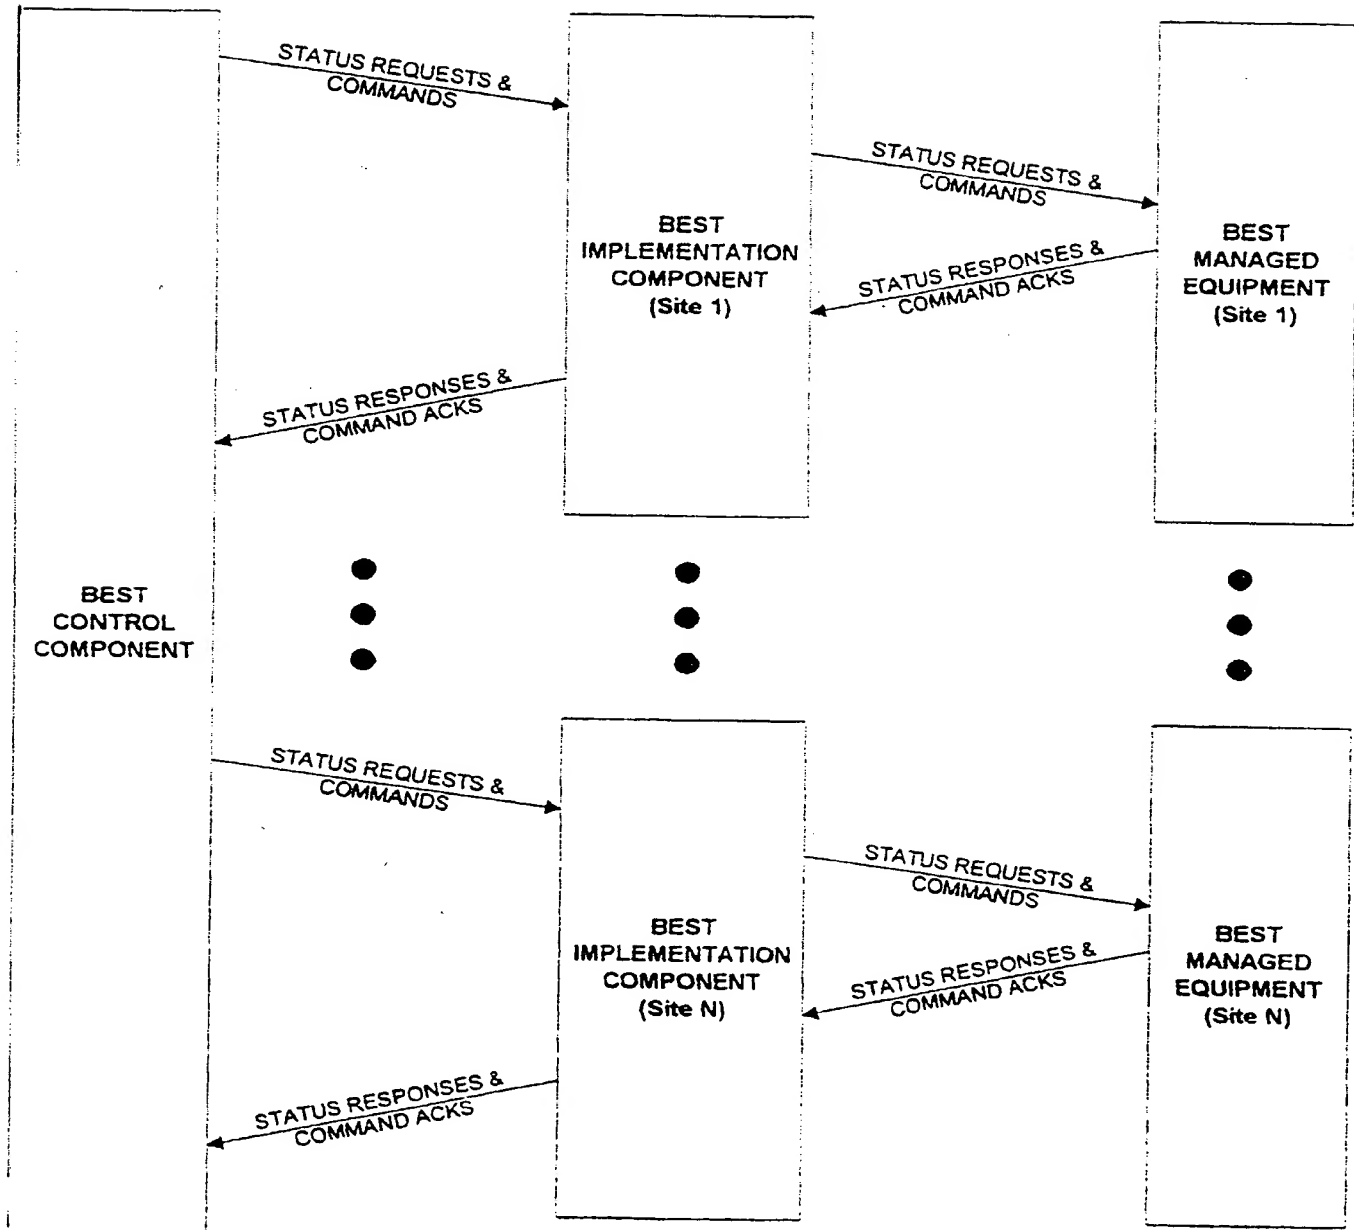 STATUS REQUESTS &
COMMANDS
STATUS REQUESTS &
COMMANDS
BEST
IMPLEMENTATION
COMPONENT
(Site 1)
BEST
MANAGED
EQUIPMENT
(Site 1)
STATUS RESPONSES &
COMMAND ACKS
STATUS RESPONSES &
COMMAND ACKS
BEST
CONTROL
COMPONENT
STATUS REQUESTS &
COMMANDS
STATUS REQUESTS &
COMMANDS
BEST
IMPLEMENTATION
COMPONENT
(Site N)
BEST
MANAGED
EQUIPMENT
(Site N)
STATUS RESPONSES &
COMMAND ACKS
STATUS RESPONSES &
COMMAND ACKS